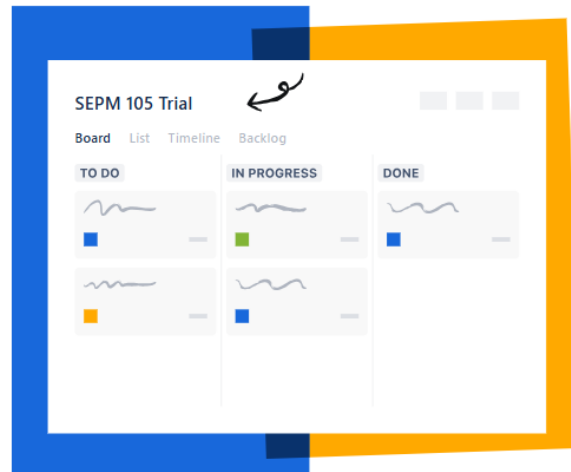 SEPM 105 Trial
Board List Timeline Backlog
TO DO IN PROGRESS DONE